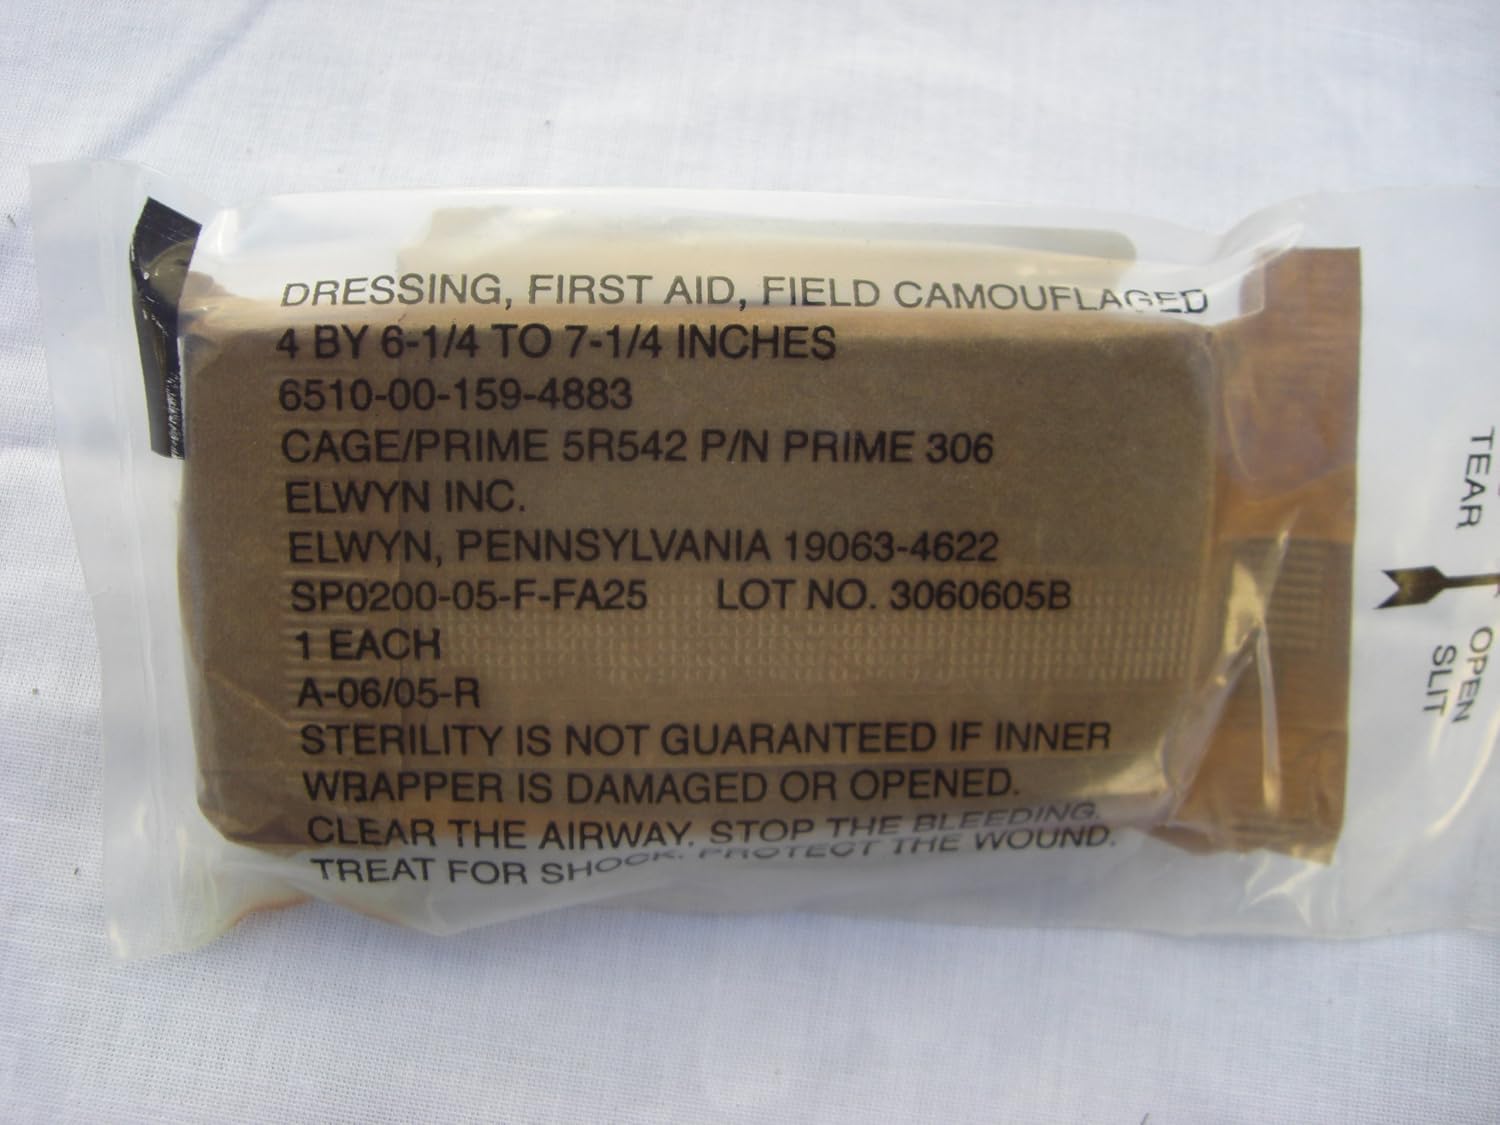 DRESSING, FIRST AID, FIELD CAMOUFLAGED
4 BY 6-1/4 TO 7-1/4 INCHES
6510-00-159-4883
CAGE/PRIME 5R542 P/N PRIME 306
ELWYN INC.
ELWYN, PENNSYLVANIA 19063-4622
SP0200-05-F-FA25 LOT NO. 3060605B
1 EACH
A-06/05-R
STERILITY IS NOT GUARANTEED IF INNER
WRAPPER IS DAMAGED OR OPENED.
CLEAR THE AIRWAY. STOP THE BLEEDING.
TREAT FOR SHOCK. PROTECT THE WOUND.
TEAR
OPEN
SLIT